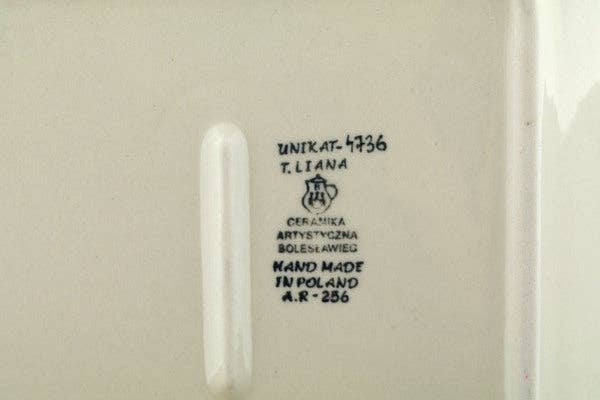 UNIKAT-4736
T.LIANA
CERAMIKA
ARTYSTYCZNA
BOLESŁAWIEC
HAND MADE
IN POLAND
A.R-256